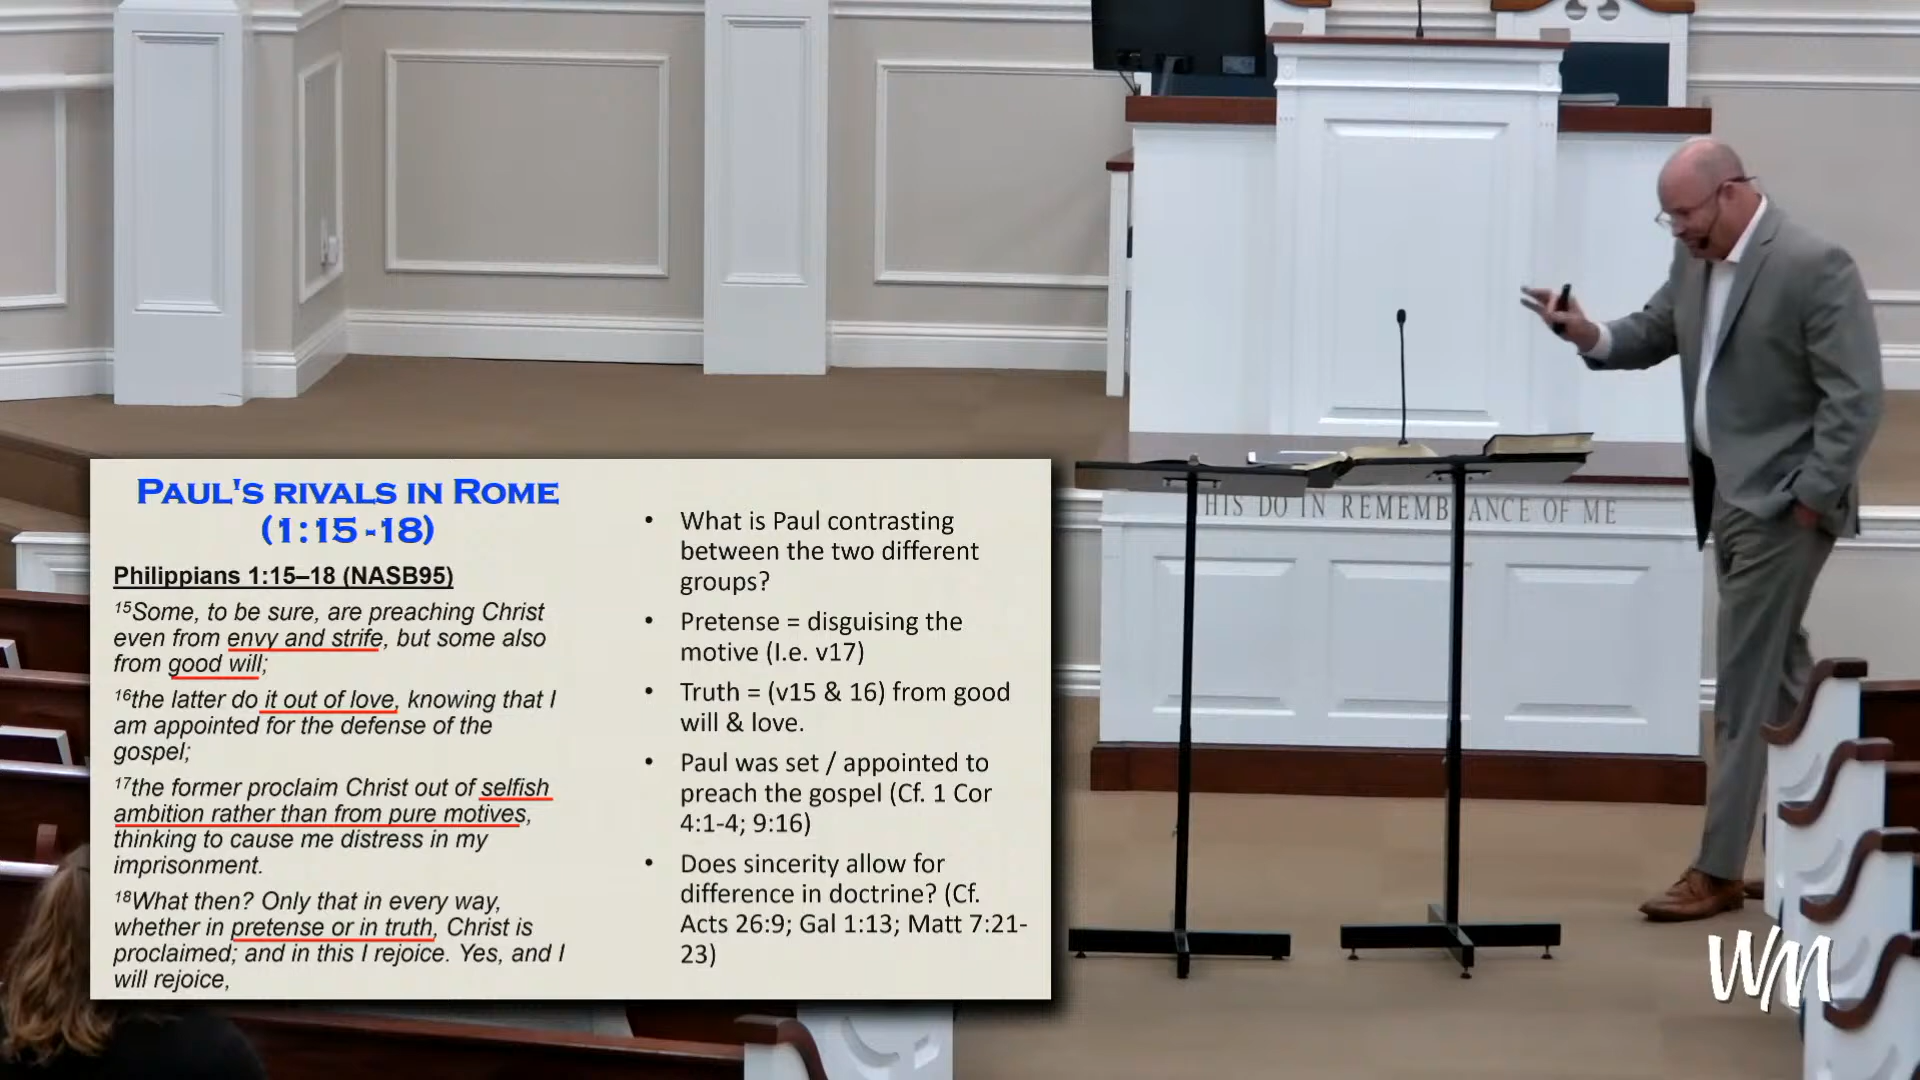 PAUL'S RIVALS IN ROME
(1:15 -18)
Philippians 1:15–18 (NASB95)
15Some, to be sure, are preaching Christ
even from envy and strife, but some also
from good will;
16the latter do it out of love, knowing that I
am appointed for the defense of the
gospel;
17the former proclaim Christ out of selfish
ambition rather than from pure motives,
thinking to cause me distress in my
imprisonment.
18What then? Only that in every way,
whether in pretense or in truth, Christ is
proclaimed; and in this I rejoice. Yes, and I
will rejoice,
• What is Paul contrasting
between the two different
groups?
• Pretense = disguising the
motive (I.e. v17)
• Truth = (v15 & 16) from good
will & love.
• Paul was set / appointed to
preach the gospel (Cf. 1 Cor
4:1-4; 9:16)
• Does sincerity allow for
difference in doctrine? (Cf.
Acts 26:9; Gal 1:13; Matt 7:21-
23)
HIS DO IN REMEMBRANCE OF ME
WM